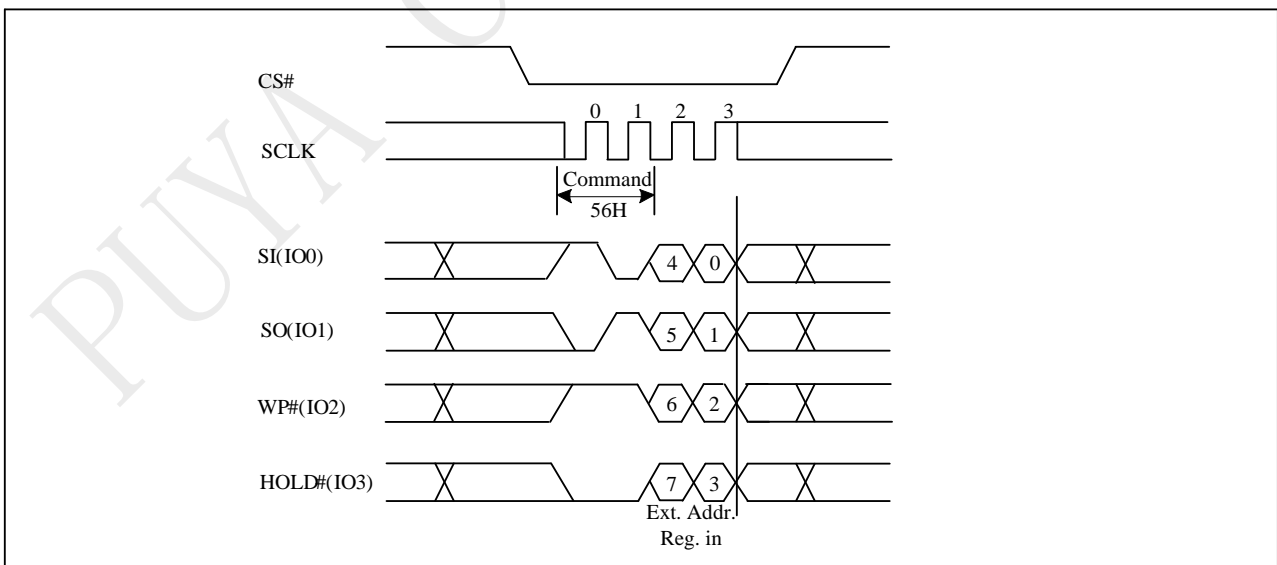 PUYA
CS#
0 1 2 3
SCLK
Command
56H
SI(IO0)
4 0
SO(IO1)
5 1
WP#(IO2)
6 2
HOLD#(IO3)
7 3
Ext. Addr.
Reg. in